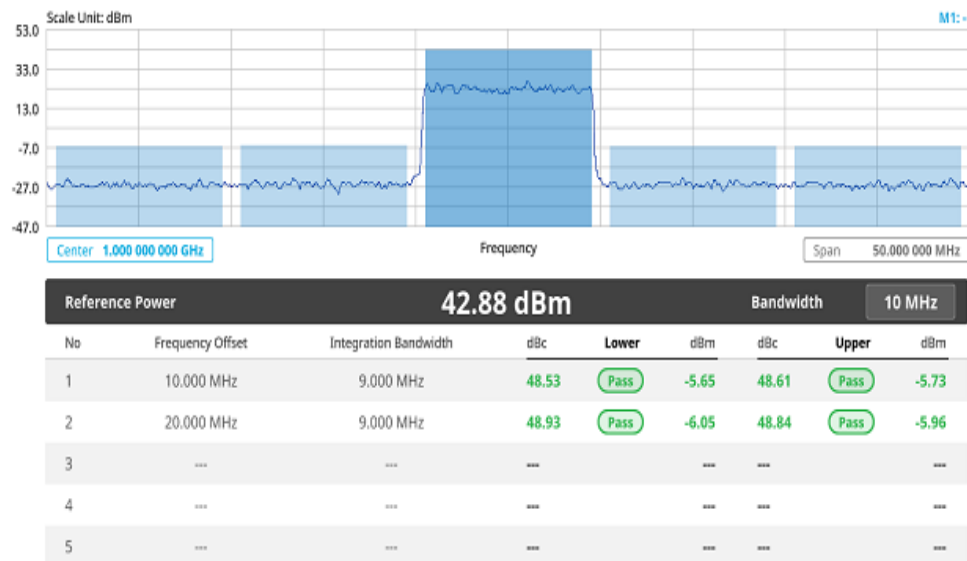 Scale Unit: dBm M1: -
53.0
33.0
13.0
-7.0
-27.0
-47.0
Center 1.000 000 000 GHz Frequency Span 50.000 000 MHz
Reference Power 42.88 dBm Bandwidth 10 MHz
No Frequency Offset Integration Bandwidth dBc Lower dBm dBc Upper dBm
1 10.000 MHz 9.000 MHz 48.53 Pass -5.65 48.61 Pass -5.73
2 20.000 MHz 9.000 MHz 48.93 Pass -6.05 48.84 Pass -5.96
3 --- --- --- --- --- ---
4 --- --- --- --- --- ---
5 --- --- --- --- --- ---